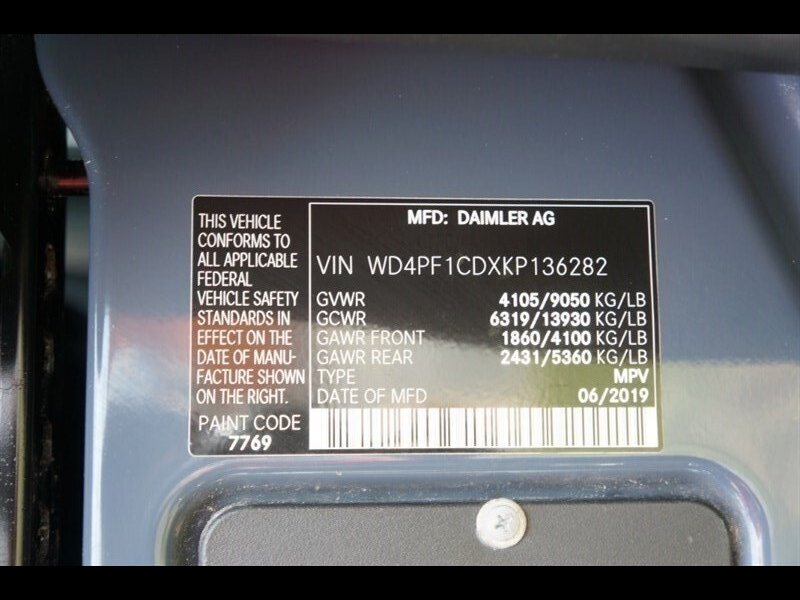 THIS VEHICLE
CONFORMS TO
ALL APPLICABLE
FEDERAL
VEHICLE SAFETY
STANDARDS IN
EFFECT ON THE
DATE OF MANU-
FACTURE SHOWN
ON THE RIGHT.
PAINT CODE
7769
MFD: DAIMLER AG
VIN WD4PF1CDXKP136282
GVWR 4105/9050 KG/LB
GCWR 6319/13930 KG/LB
GAWR FRONT 1860/4100 KG/LB
GAWR REAR 2431/5360 KG/LB
TYPE MPV
DATE OF MFD 06/2019